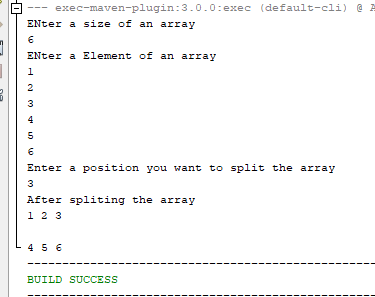 --- exec-maven-plugin:3.0.0:exec (default-cli) @ A
ENter a size of an array
6
ENter a Element of an array
1
2
3
4
5
6
Enter a position you want to split the array
3
After spliting the array
1 2 3
4 5 6
------------------------------------------------
BUILD SUCCESS
------------------------------------------------